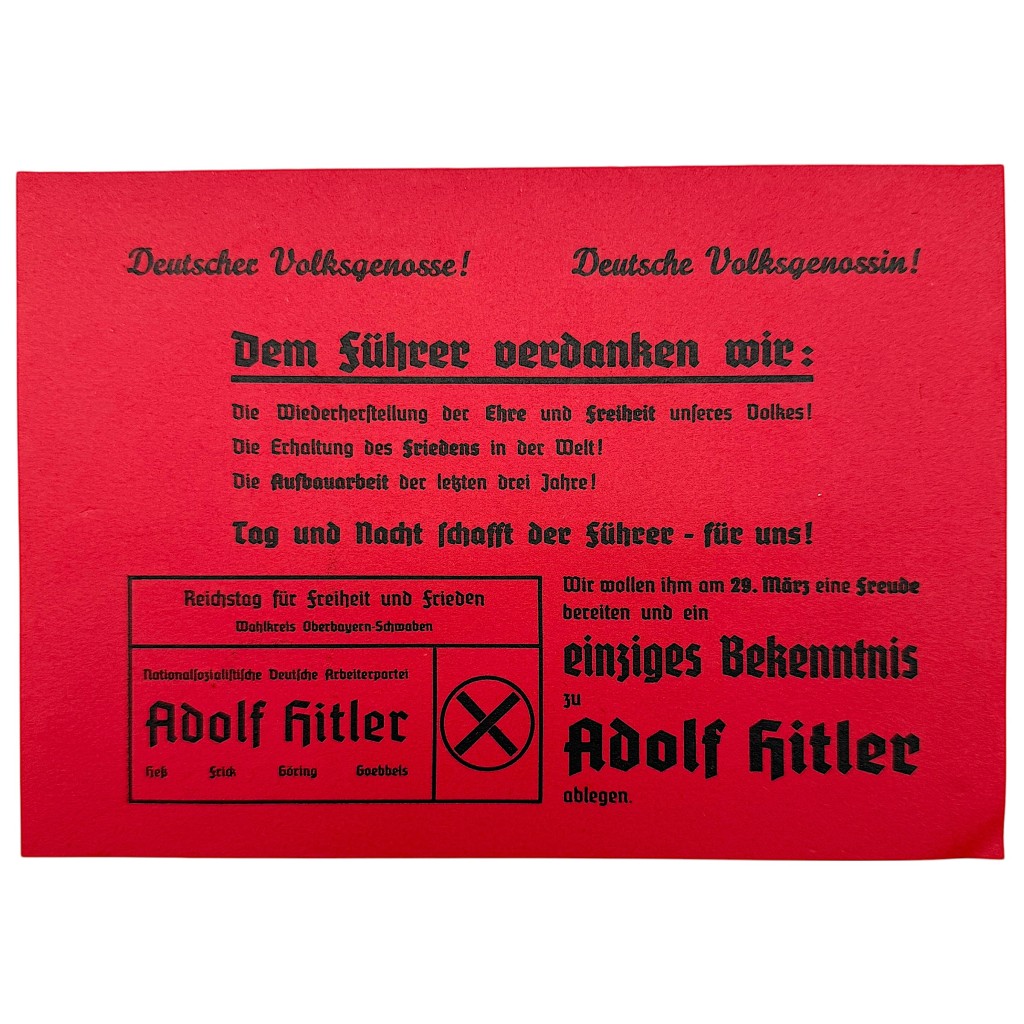 Deutscher Volksgenosse! Deutsche Volksgenossin!
Dem Führer verdanken wir:
Die Wiederherstellung der Ehre und Freiheit unseres Volkes!
Die Erhaltung des Friedens in der Welt!
Die Aufbauarbeit der letzten drei Jahre!
Tag und Nacht schafft der Führer - für uns!
Reichstag für Freiheit und Frieden
Wahlkreis Oberbayern-Schwaben
Nationalsozialistische Deutsche Arbeiterpartei
Adolf Hitler
Heß Frick Göring Goebbels
Wir wollen ihm am 29. März eine Freude
bereiten und ein
einziges Bekenntnis
zu
Adolf Hitler
ablegen.